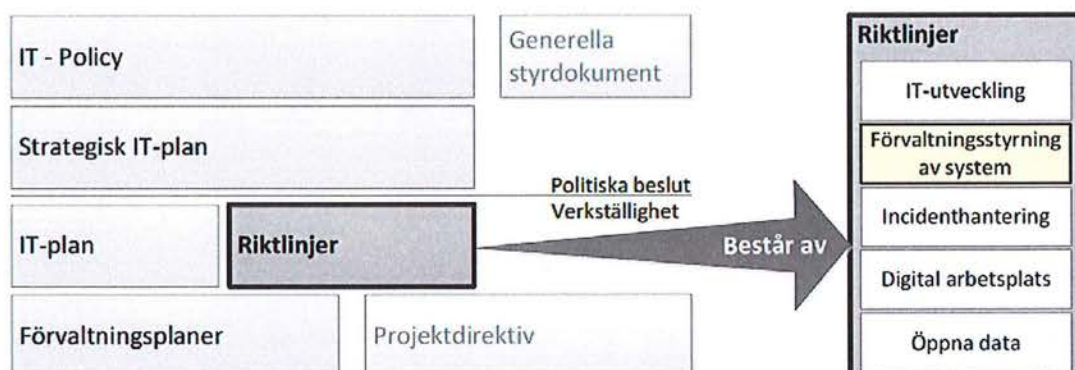 IT - Policy
Generella
styrdokument
Strategisk IT-plan
Politiska beslut
Verkställighet
IT-plan
Riktlinjer
Består av
Förvaltningsplaner
Projektdirektiv
Riktlinjer
IT-utveckling
Förvaltningsstyrning
av system
Incidenthantering
Digital arbetsplats
Öppna data